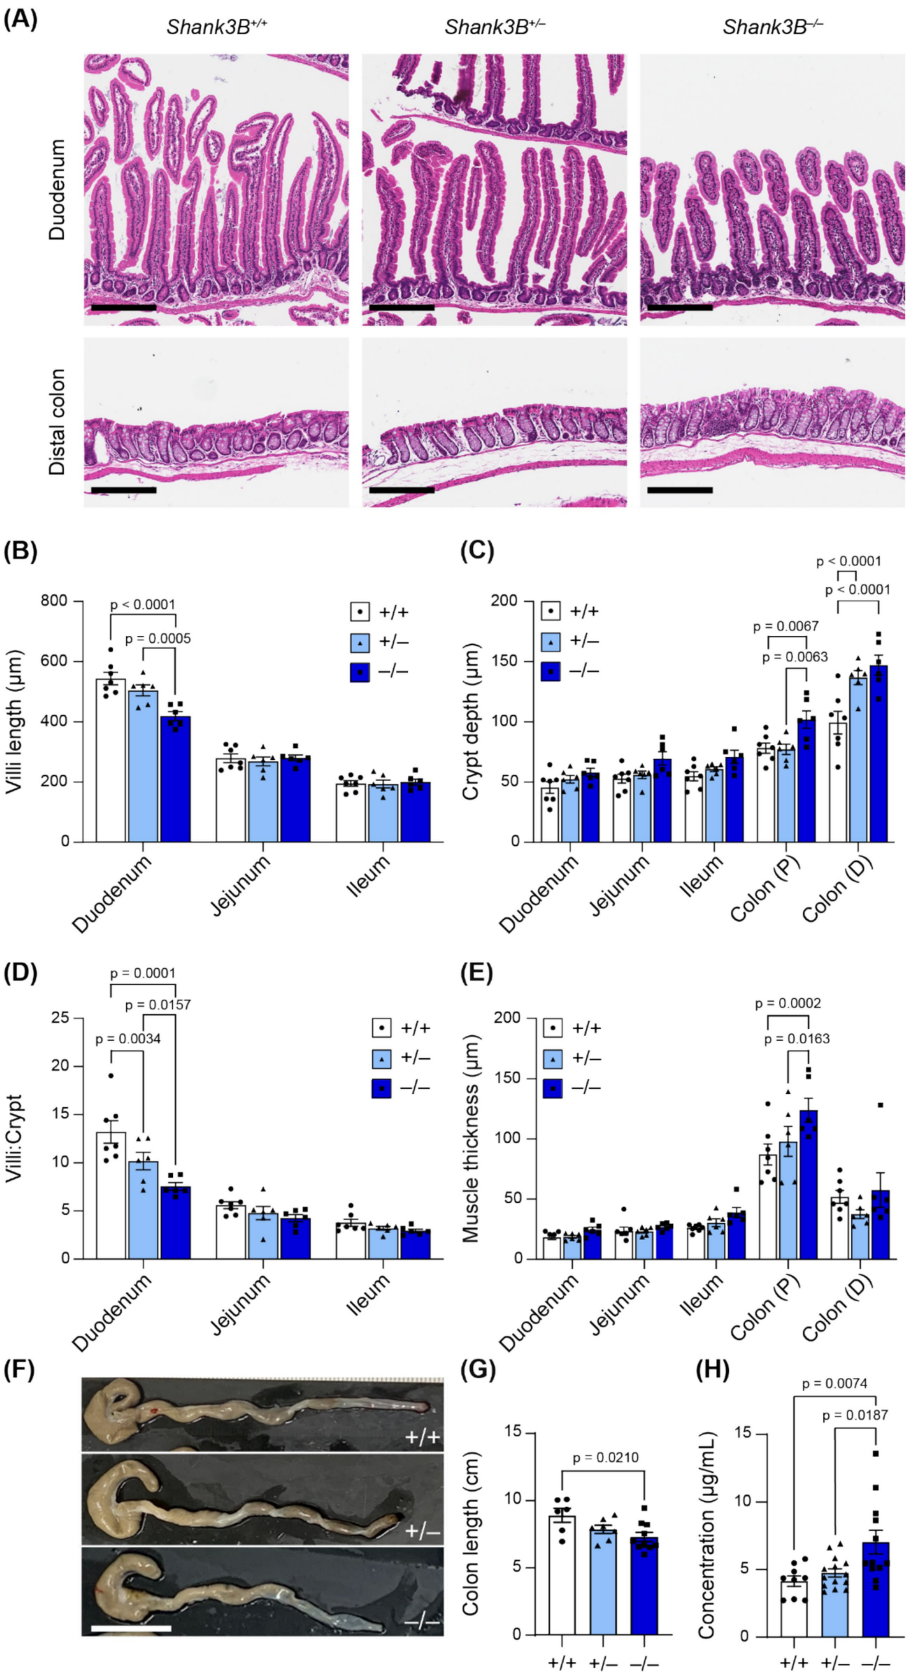 (A)
Shank3B+/+ Shank3B+/– Shank3B–/–
Duodenum
Distal colon
(B)
Villi length (µm)
800
600
400
200
0
p < 0.0001
p = 0.0005
+/+
+/–
–/–
Duodenum
Jejunum
Ileum
(C)
Crypt depth (µm)
200
150
100
50
0
+/+
+/–
–/–
p < 0.0001
p < 0.0001
p = 0.0067
p = 0.0063
Duodenum
Jejunum
Ileum
Colon (P)
Colon (D)
(D)
Villi:Crypt
25
20
15
10
5
0
p = 0.0001
p = 0.0157
p = 0.0034
+/+
+/–
–/–
Duodenum
Jejunum
Ileum
(E)
Muscle thickness (µm)
200
150
100
50
0
+/+
+/–
–/–
p = 0.0002
p = 0.0163
Duodenum
Jejunum
Ileum
Colon (P)
Colon (D)
(F)
+/+
+/–
–/–
(G)
Colon length (cm)
15
10
5
0
p = 0.0210
+/+ +/– –/–
(H)
Concentration (µg/mL)
15
10
5
0
p = 0.0074
p = 0.0187
+/+ +/– –/–